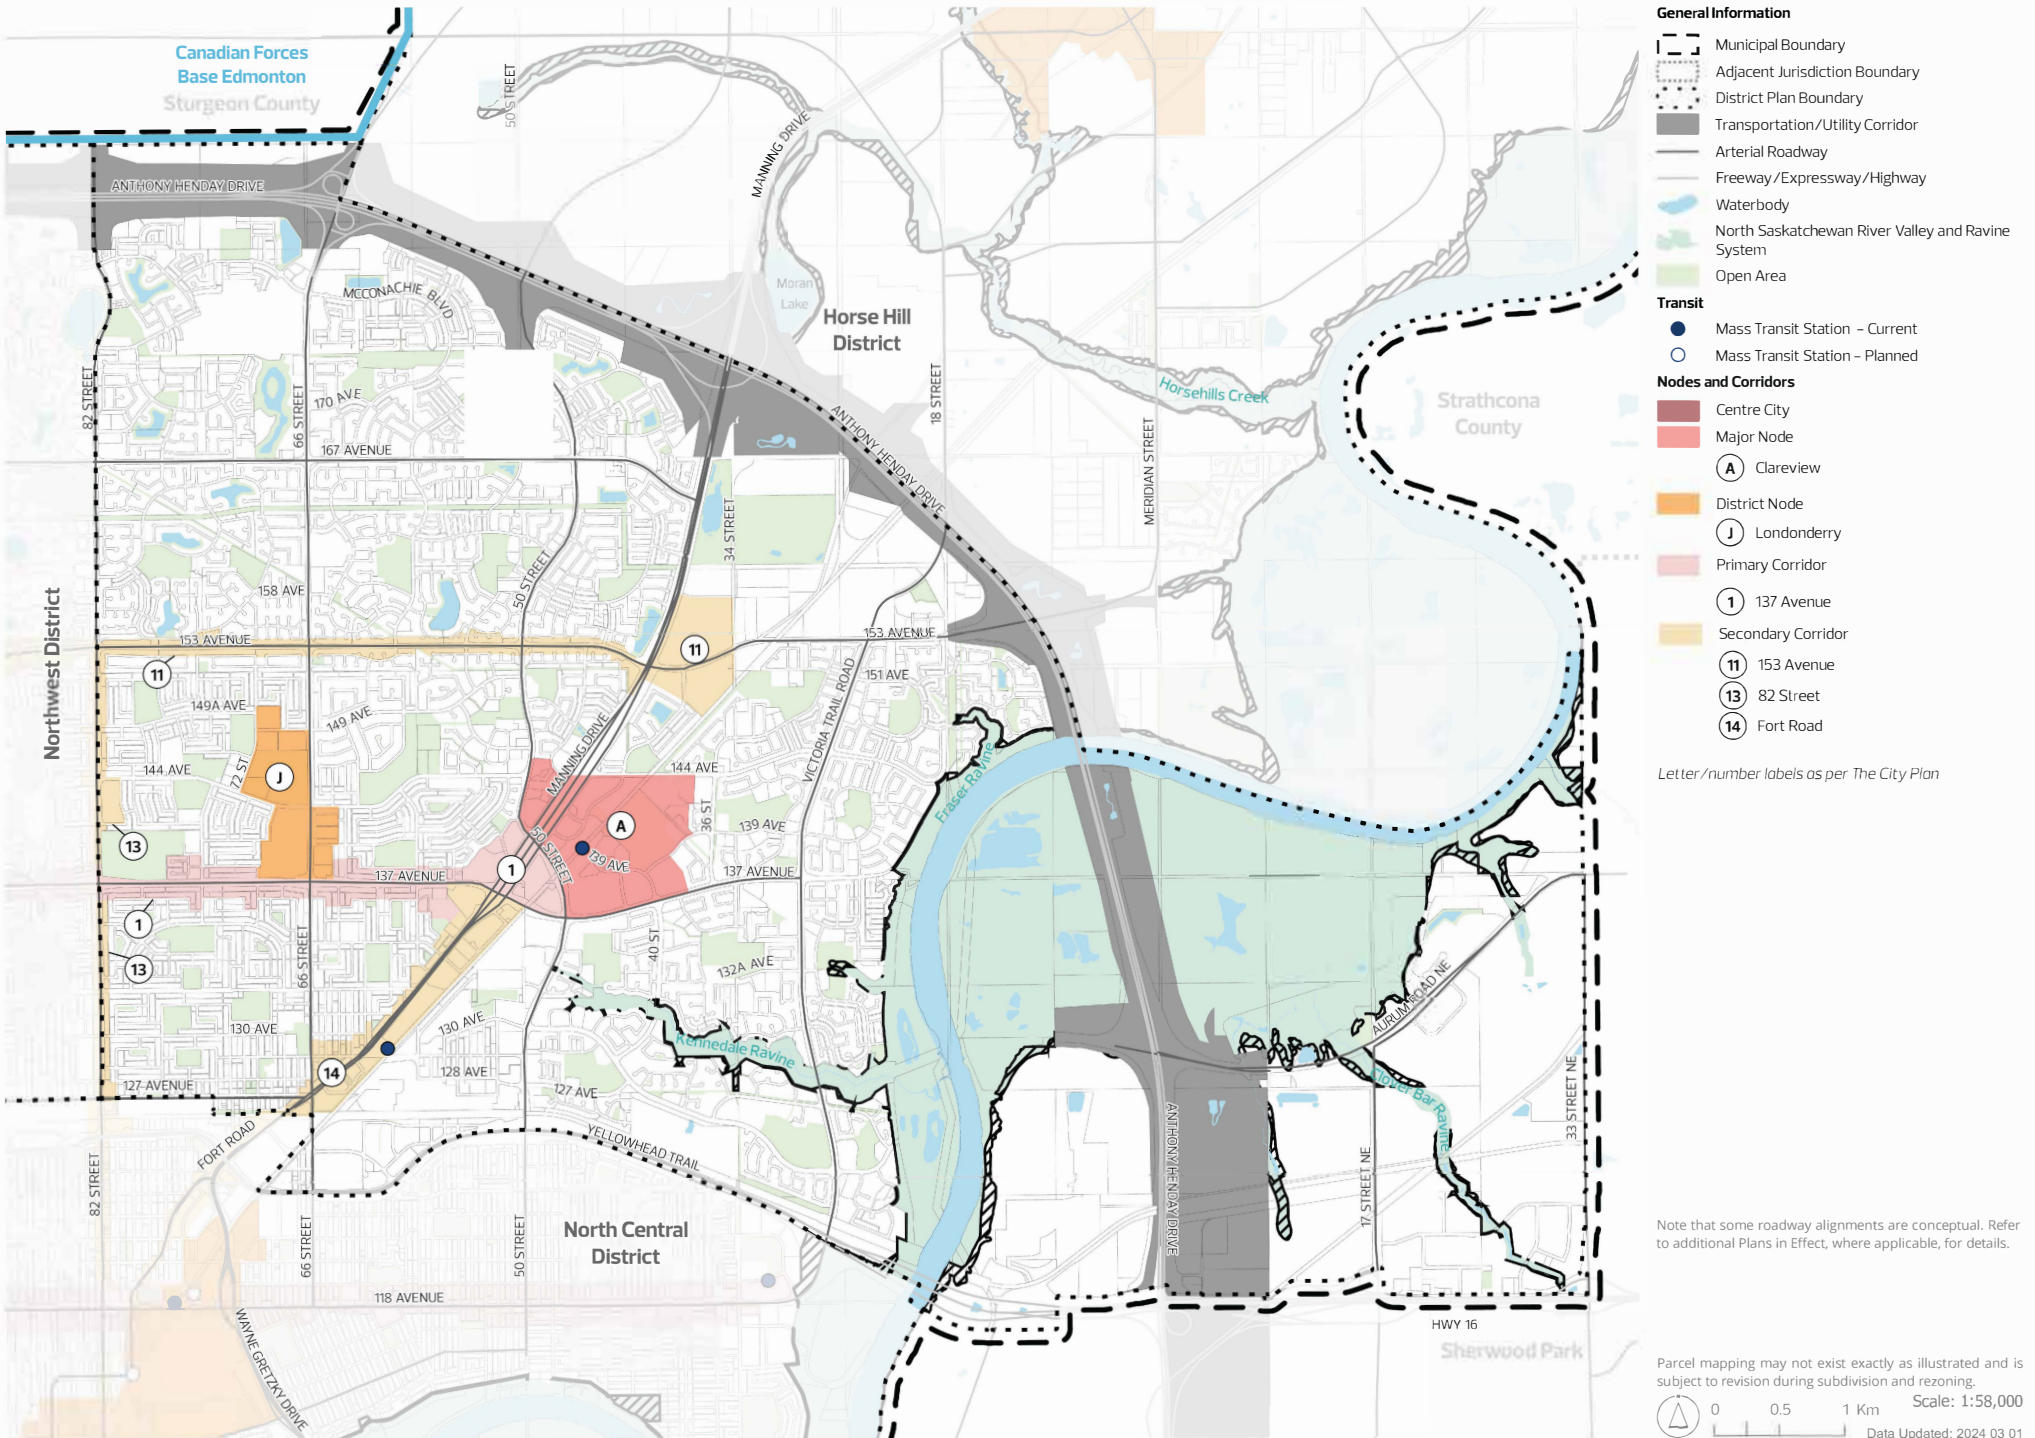 Canadian Forces
Base Edmonton
Sturgeon County
50 STREET
MANNING DRIVE
ANTHONY HENDAY DRIVE
MCCONACHIE BLVD
Moran
Lake
Horse Hill
District
82 STREET
66 STREET
170 AVE
18 STREET
Horsehills Creek
Strathcona
County
167 AVENUE
ANTHONY HENDAY DRIVE
MERIDIAN STREET
34 STREET
50 STREET
158 AVE
Northwest District
153 AVENUE
11
11
153 AVENUE
151 AVE
149A AVE
149 AVE
VICTORIA TRAIL ROAD
MANNING DRIVE
72 ST
144 AVE
J
144 AVE
Fraser Ravine
A
36 ST
139 AVE
13
50 STREET
139 AVE
1
137 AVENUE
137 AVENUE
1
13
66 STREET
40 ST
132A AVE
130 AVE
130 AVE
Kennedale Ravine
AURUM ROAD NE
14
128 AVE
127 AVENUE
127 AVE
Clover Bar Ravine
33 STREET NE
FORT ROAD
YELLOWHEAD TRAIL
ANTHONY HENDAY DRIVE
17 STREET NE
82 STREET
66 STREET
50 STREET
North Central
District
118 AVENUE
WAYNE GRETZKY DRIVE
HWY 16
Sherwood Park
General Information
Municipal Boundary
Adjacent Jurisdiction Boundary
District Plan Boundary
Transportation/Utility Corridor
Arterial Roadway
Freeway/Expressway/Highway
Waterbody
North Saskatchewan River Valley and Ravine
System
Open Area
Transit
Mass Transit Station - Current
Mass Transit Station - Planned
Nodes and Corridors
Centre City
Major Node
A Clareview
District Node
J Londonderry
Primary Corridor
1 137 Avenue
Secondary Corridor
11 153 Avenue
13 82 Street
14 Fort Road
Letter/number labels as per The City Plan
Note that some roadway alignments are conceptual. Refer
to additional Plans in Effect, where applicable, for details.
Parcel mapping may not exist exactly as illustrated and is
subject to revision during subdivision and rezoning.
Scale: 1:58,000
0 0.5 1 Km
Data Updated: 2024 03 01